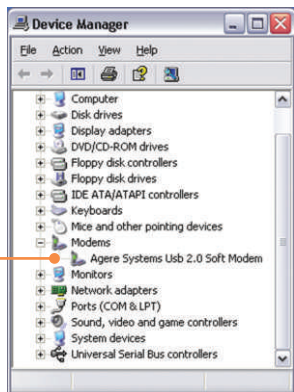 Device Manager
File Action View Help
Computer
Disk drives
Display adapters
DVD/CD-ROM drives
Floppy disk controllers
Floppy disk drives
IDE ATA/ATAPI controllers
Keyboards
Mice and other pointing devices
Modems
Agere Systems Usb 2.0 Soft Modem
Monitors
Network adapters
Ports (COM & LPT)
Sound, video and game controllers
System devices
Universal Serial Bus controllers